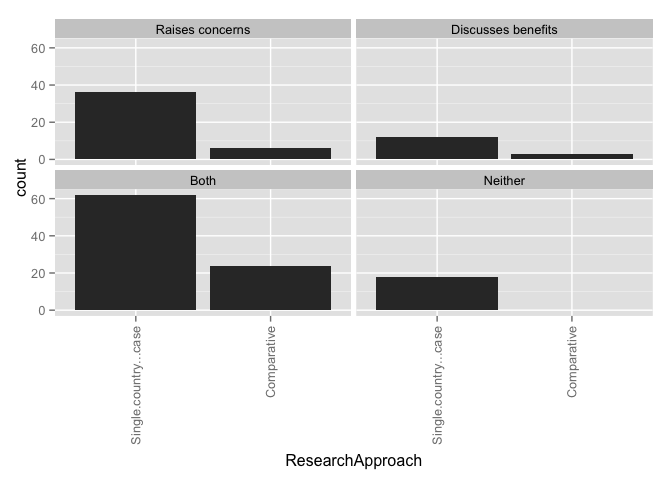 Raises concerns
Discusses benefits
60
40
20
0
count
Both
Neither
60
40
20
0
Single.country...case
Comparative
Single.country...case
Comparative
ResearchApproach